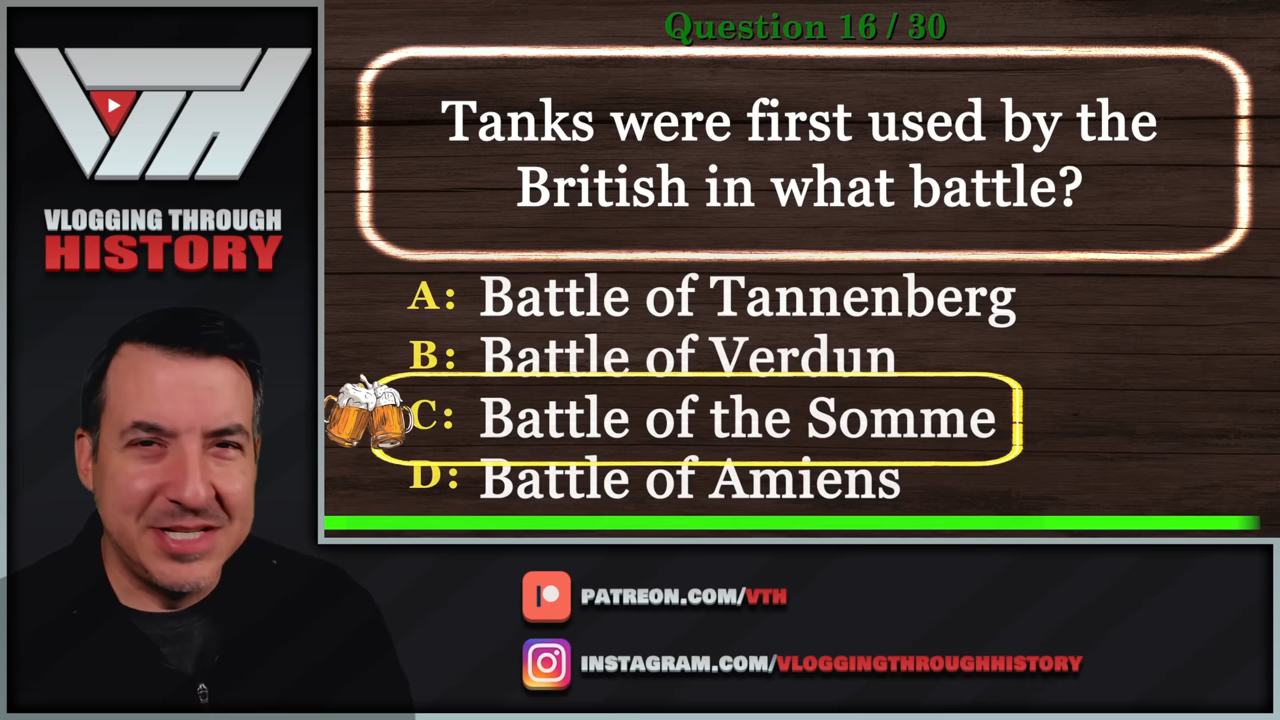 VTH
VLOGGING THROUGH
HISTORY
Question 16 / 30
Tanks were first used by the
British in what battle?
A: Battle of Tannenberg
B: Battle of Verdun
C: Battle of the Somme
D: Battle of Amiens
PATREON.COM/VTH
INSTAGRAM.COM/VLOGGINGTHROUGHHISTORY